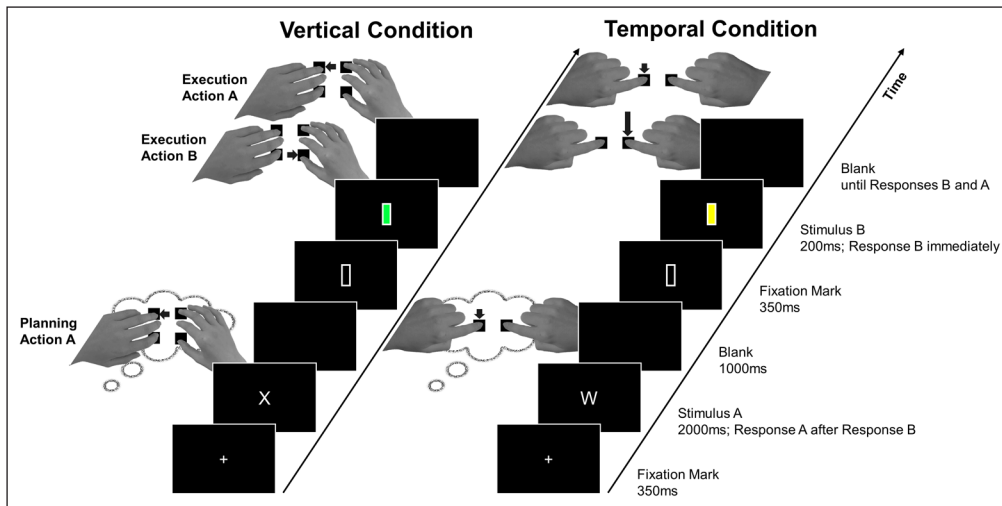 Vertical Condition
Temporal Condition
Execution
Action A
Execution
Action B
Planning
Action A
X
+
W
+
Time
Blank
until Responses B and A
Stimulus B
200ms; Response B immediately
Fixation Mark
350ms
Blank
1000ms
Stimulus A
2000ms; Response A after Response B
Fixation Mark
350ms